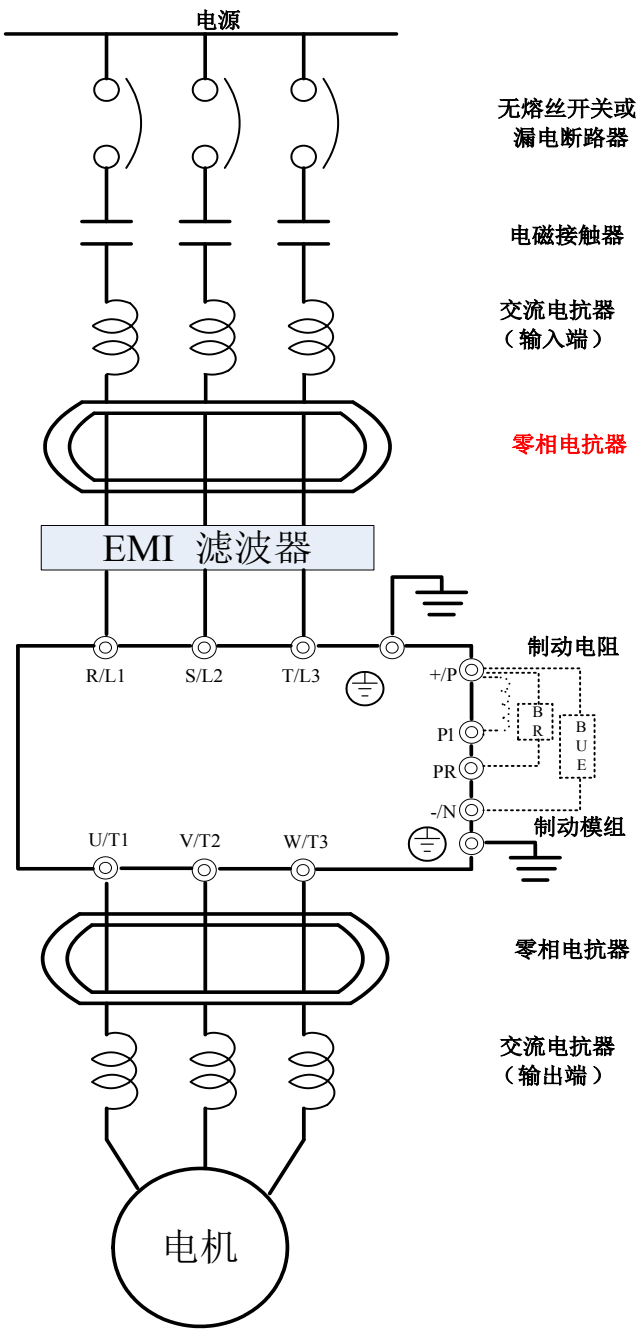 电源
无熔丝开关或
漏电断路器
电磁接触器
交流电抗器
（输入端）
零相电抗器
EMI 滤波器
R/L1
S/L2
T/L3
制动电阻
+/P
P1
PR
-/N
B
R
B
U
E
制动模组
U/T1
V/T2
W/T3
零相电抗器
交流电抗器
（输出端）
电机